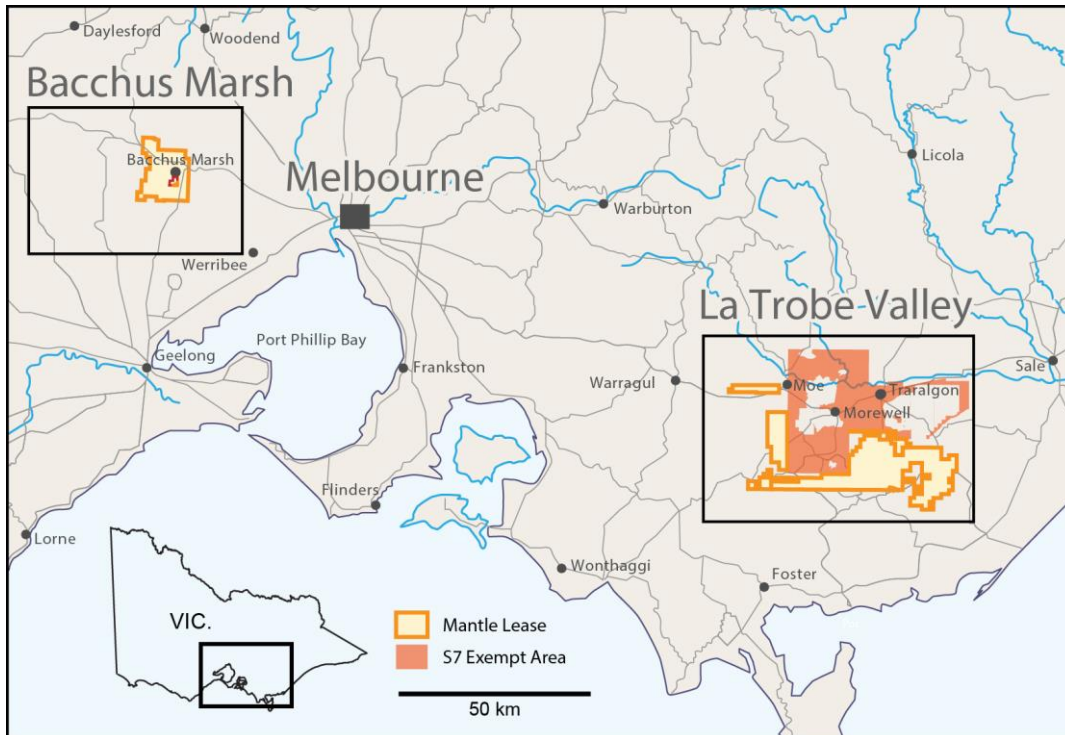 Daylesford
Woodend
Bacchus Marsh
Bacchus Marsh
Melbourne
Licola
Warburton
Werribee
La Trobe Valley
Port Phillip Bay
Geelong
Frankston
Warragul
Moe
Traralgon
Sale
Morewell
Flinders
Lorne
Wonthaggi
Foster
VIC.
Mantle Lease
S7 Exempt Area
50 km